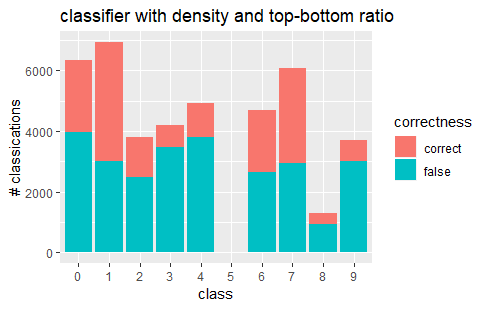 classifier with density and top-bottom ratio
# classications
6000
4000
2000
0
0 1 2 3 4 5 6 7 8 9
class
correctness
correct
false